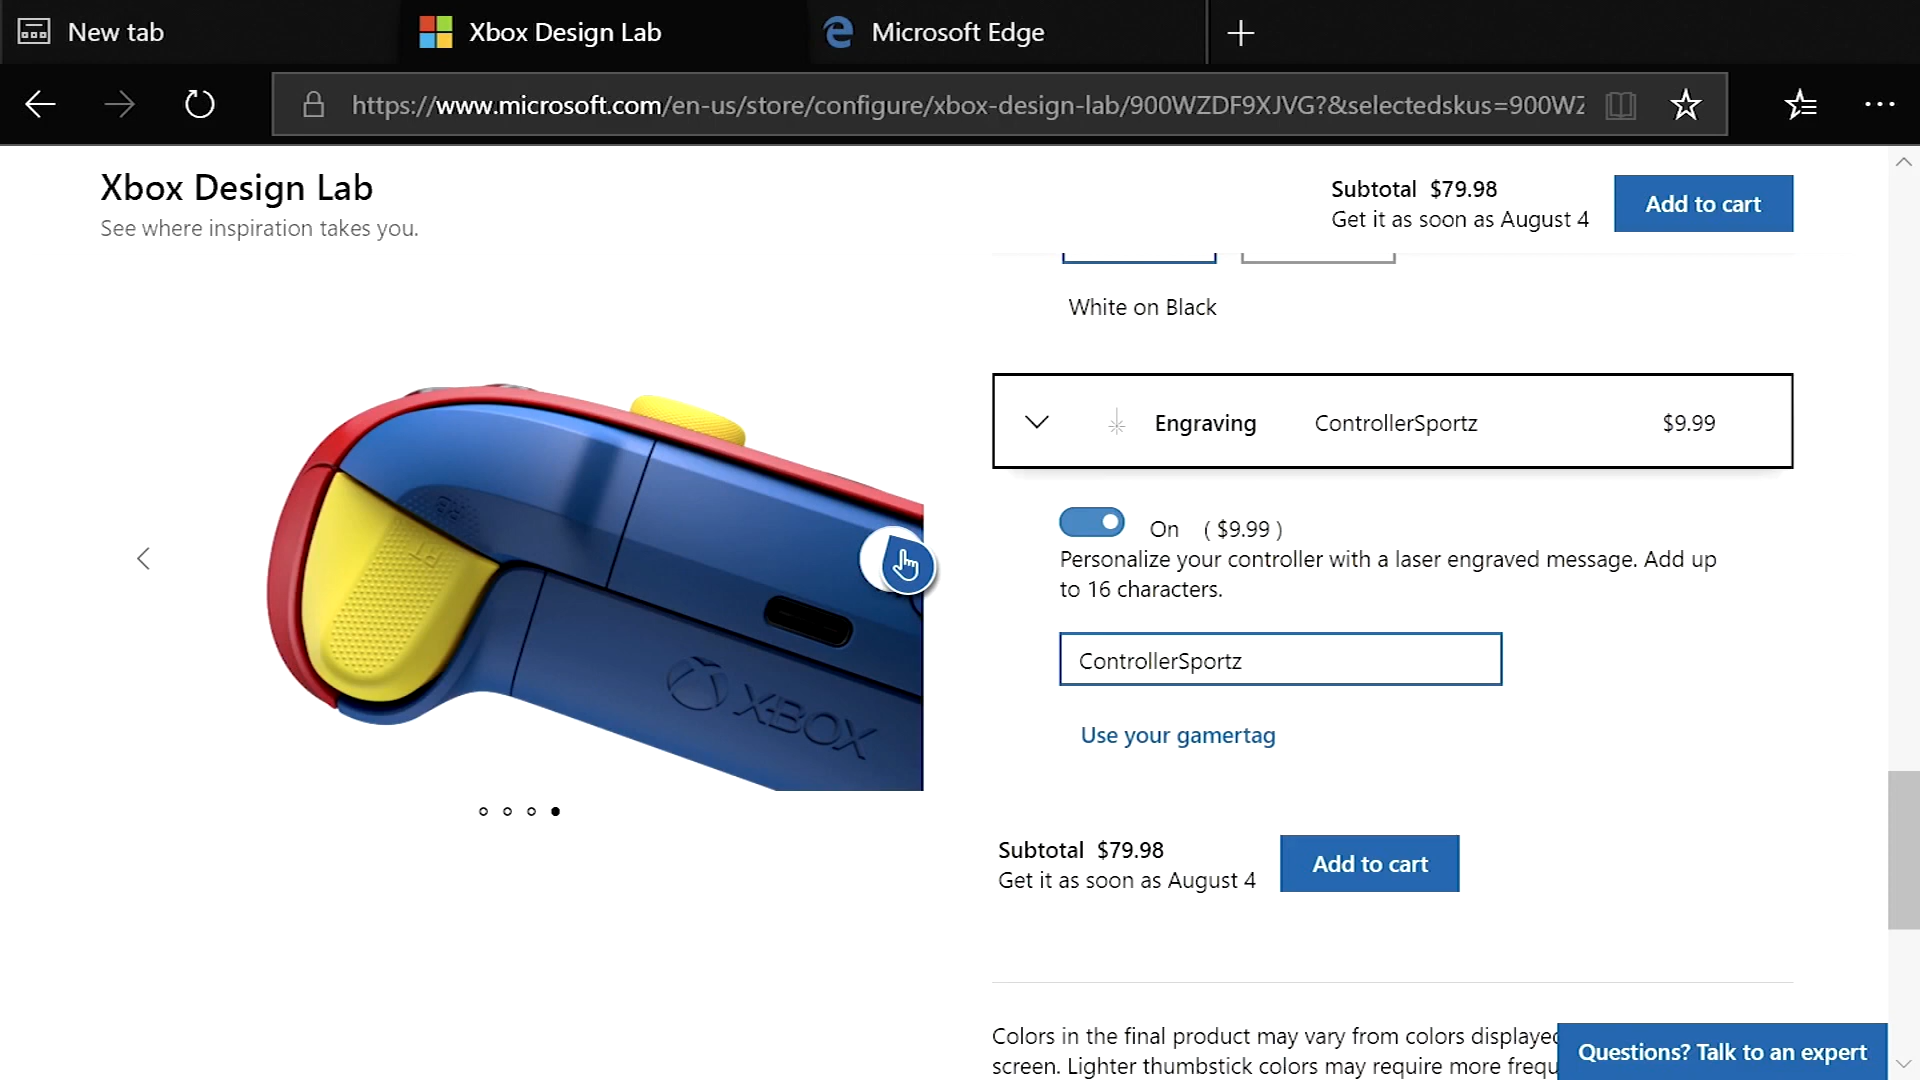 New tab
Xbox Design Lab
Microsoft Edge
https://www.microsoft.com/en-us/store/configure/xbox-design-lab/900WZDF9XJVG?&selectedskus=900WZ
Xbox Design Lab
See where inspiration takes you.
Subtotal $79.98
Get it as soon as August 4
Add to cart
White on Black
Engraving ControllerSportz $9.99
On ( $9.99 )
Personalize your controller with a laser engraved message. Add up
to 16 characters.
ControllerSportz
Use your gamertag
RB
RT
XBOX
Subtotal $79.98
Get it as soon as August 4
Add to cart
Colors in the final product may vary from colors displayed
screen. Lighter thumbstick colors may require more frequ
Questions? Talk to an expert